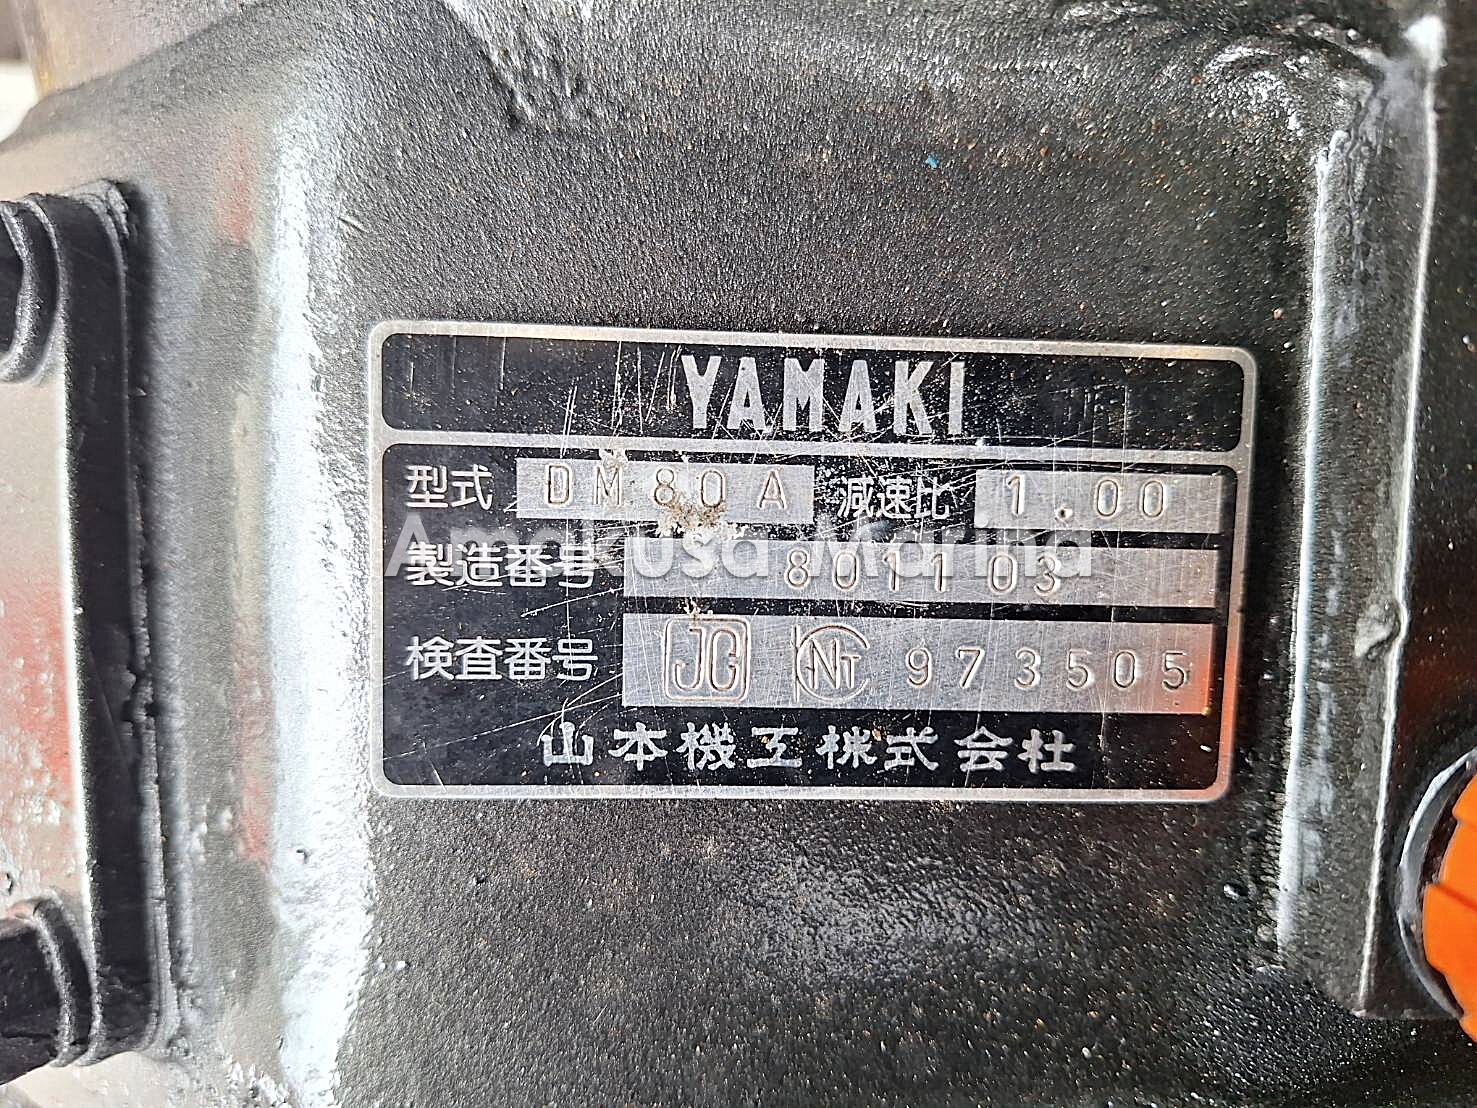 YAMAKI
型式 DM80A 減速比 1.00
Amakusa Marina
製造番号 801103
検査番号 JG NT 973505
山本機工株式会社